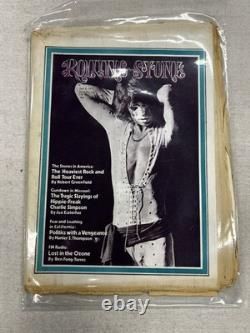 ROLLING STONE
The Stones in America:
The Heaviest Rock and
Roll Tour Ever
By Robert Greenfield
Gundown in Missouri:
The Tragic Slayings of
Hippie-Freak
Charlie Simpson
By Joe Eszterhas
Fear and Loathing
in California:
Politics with a Vengeance
By Hunter S. Thompson
FM Radio:
Lost in the Ozone
By Ben Fong-Torres